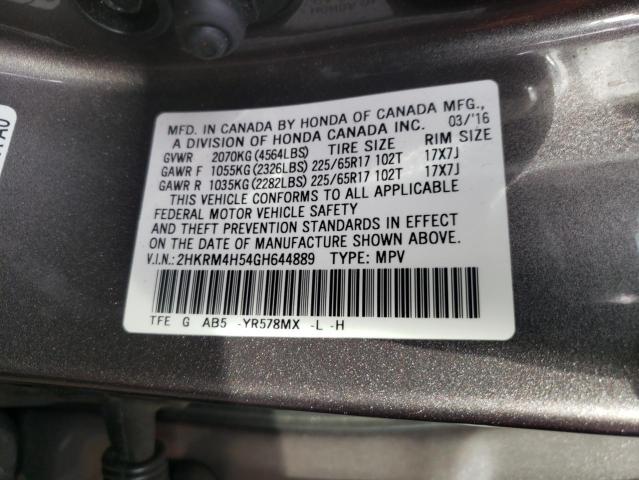 MFD. IN CANADA BY HONDA OF CANADA MFG.,
A DIVISION OF HONDA CANADA INC. 03/'16
GVWR 2070KG(4564LBS) TIRE SIZE RIM SIZE
GAWR F 1055KG(2326LBS) 225/65R17 102T 17X7J
GAWR R 1035KG(2282LBS) 225/65R17 102T 17X7J
THIS VEHICLE CONFORMS TO ALL APPLICABLE
FEDERAL MOTOR VEHICLE SAFETY
AND THEFT PREVENTION STANDARDS IN EFFECT
ON THE DATE OF MANUFACTURE SHOWN ABOVE.
V.I.N.: 2HKRM4H54GH644889 TYPE: MPV
TFE G AB5 -YR578MX -L -H